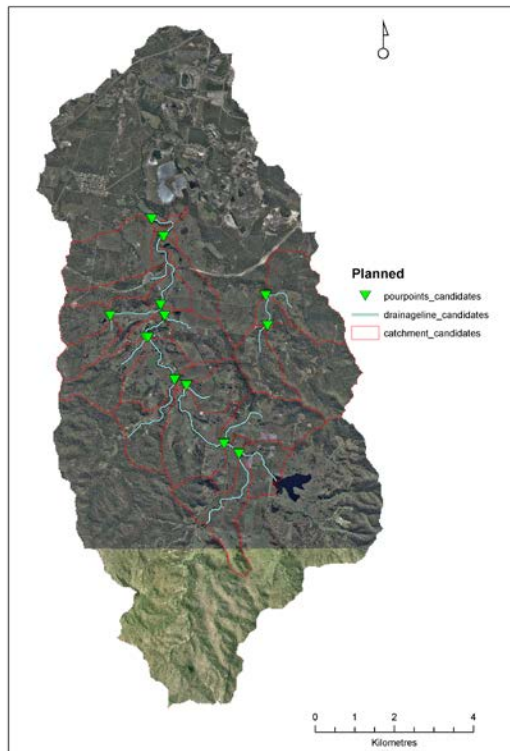 Planned
pourpoints_candidates
drainageline_candidates
catchment_candidates
0 1 2 4
Kilometres